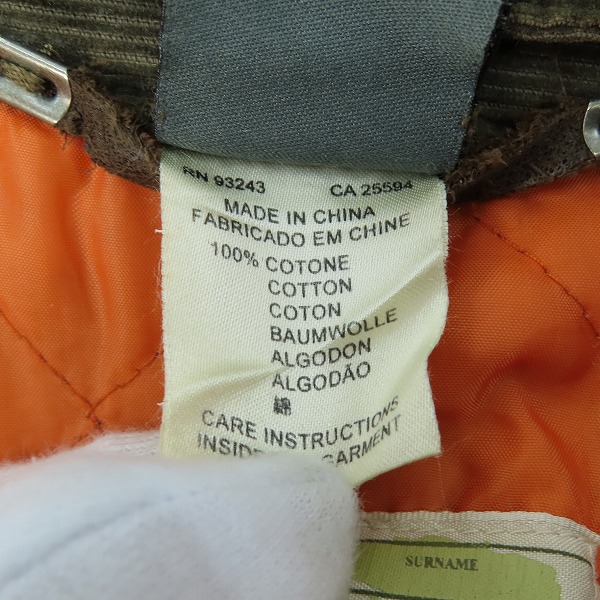 RN 93243 CA 25594
MADE IN CHINA
FABRICADO EM CHINE
100% COTONE
COTTON
COTON
BAUMWOLLE
ALGODON
ALGODÃO
綿
CARE INSTRUCTIONS
GARMENT
SURNAME